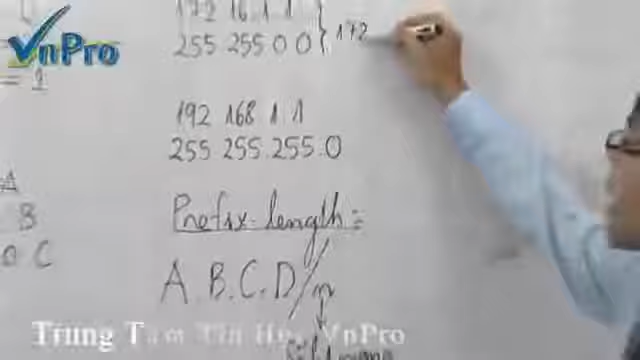 VnPro
172 16 1 1
255 255 0 0 } 172
= 1
192 168 1 1
255 255.255.0
A
B
C
Prefix-length:
A.B.C.D/n
Trung Tâm Tin Học VnPro